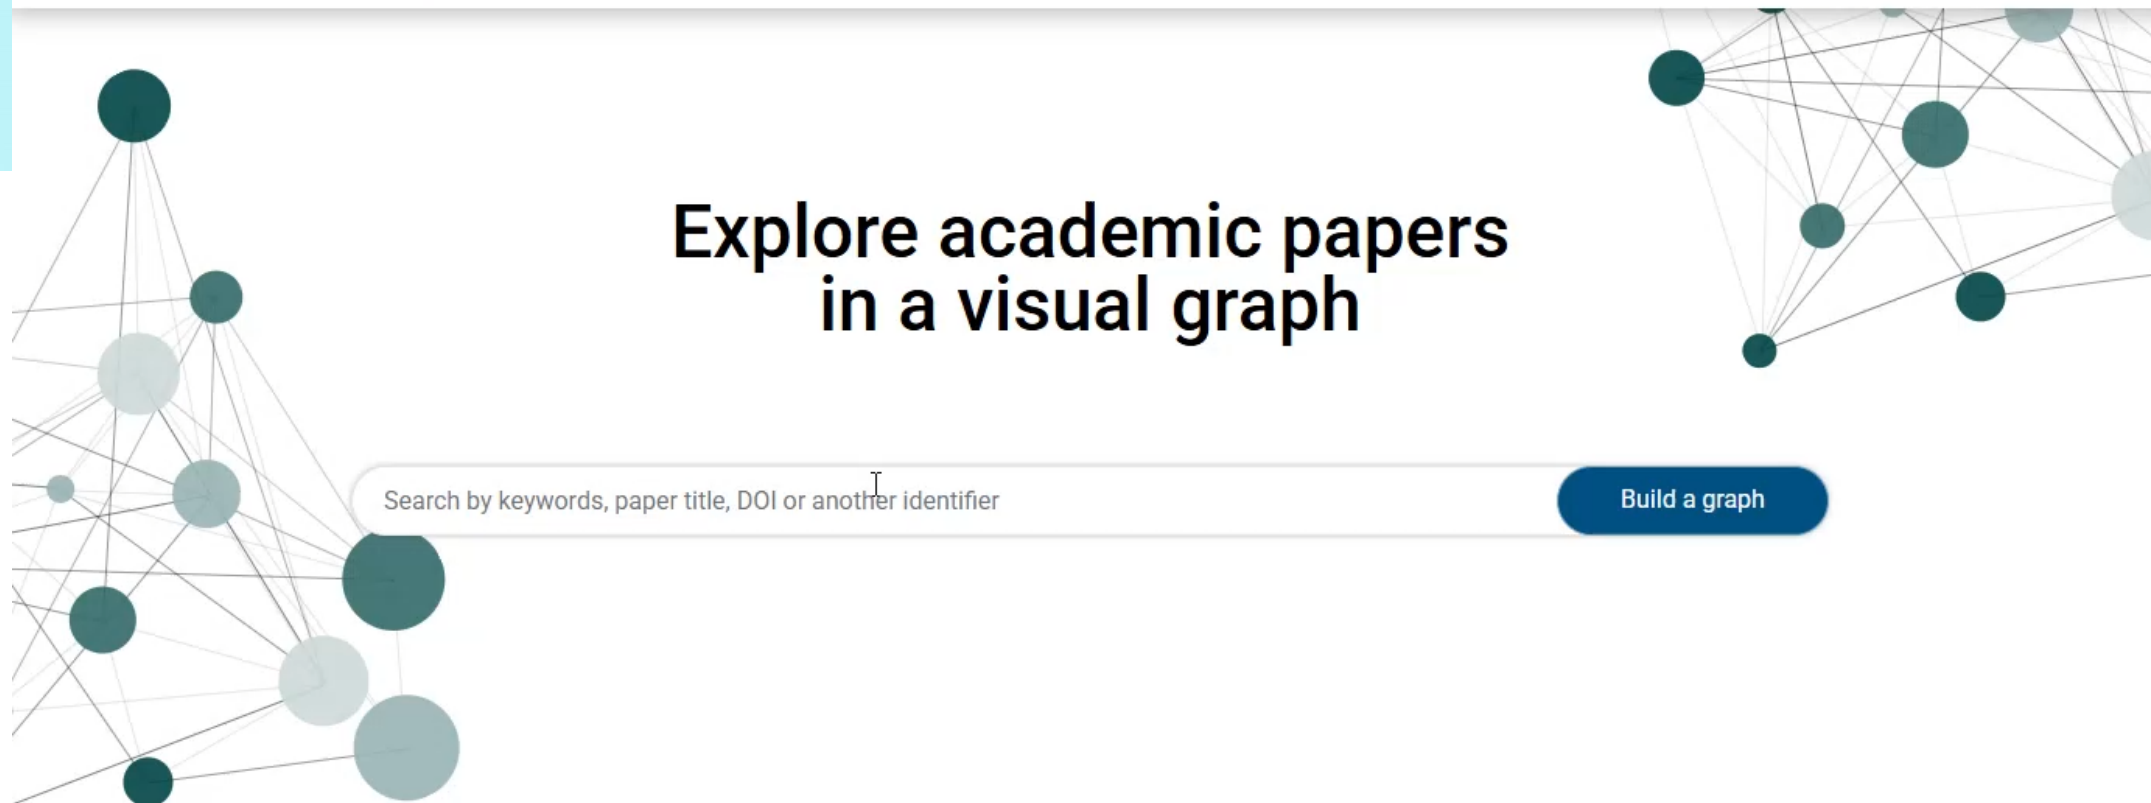 Explore academic papers
in a visual graph
Search by keywords, paper title, DOI or another identifier
Build a graph